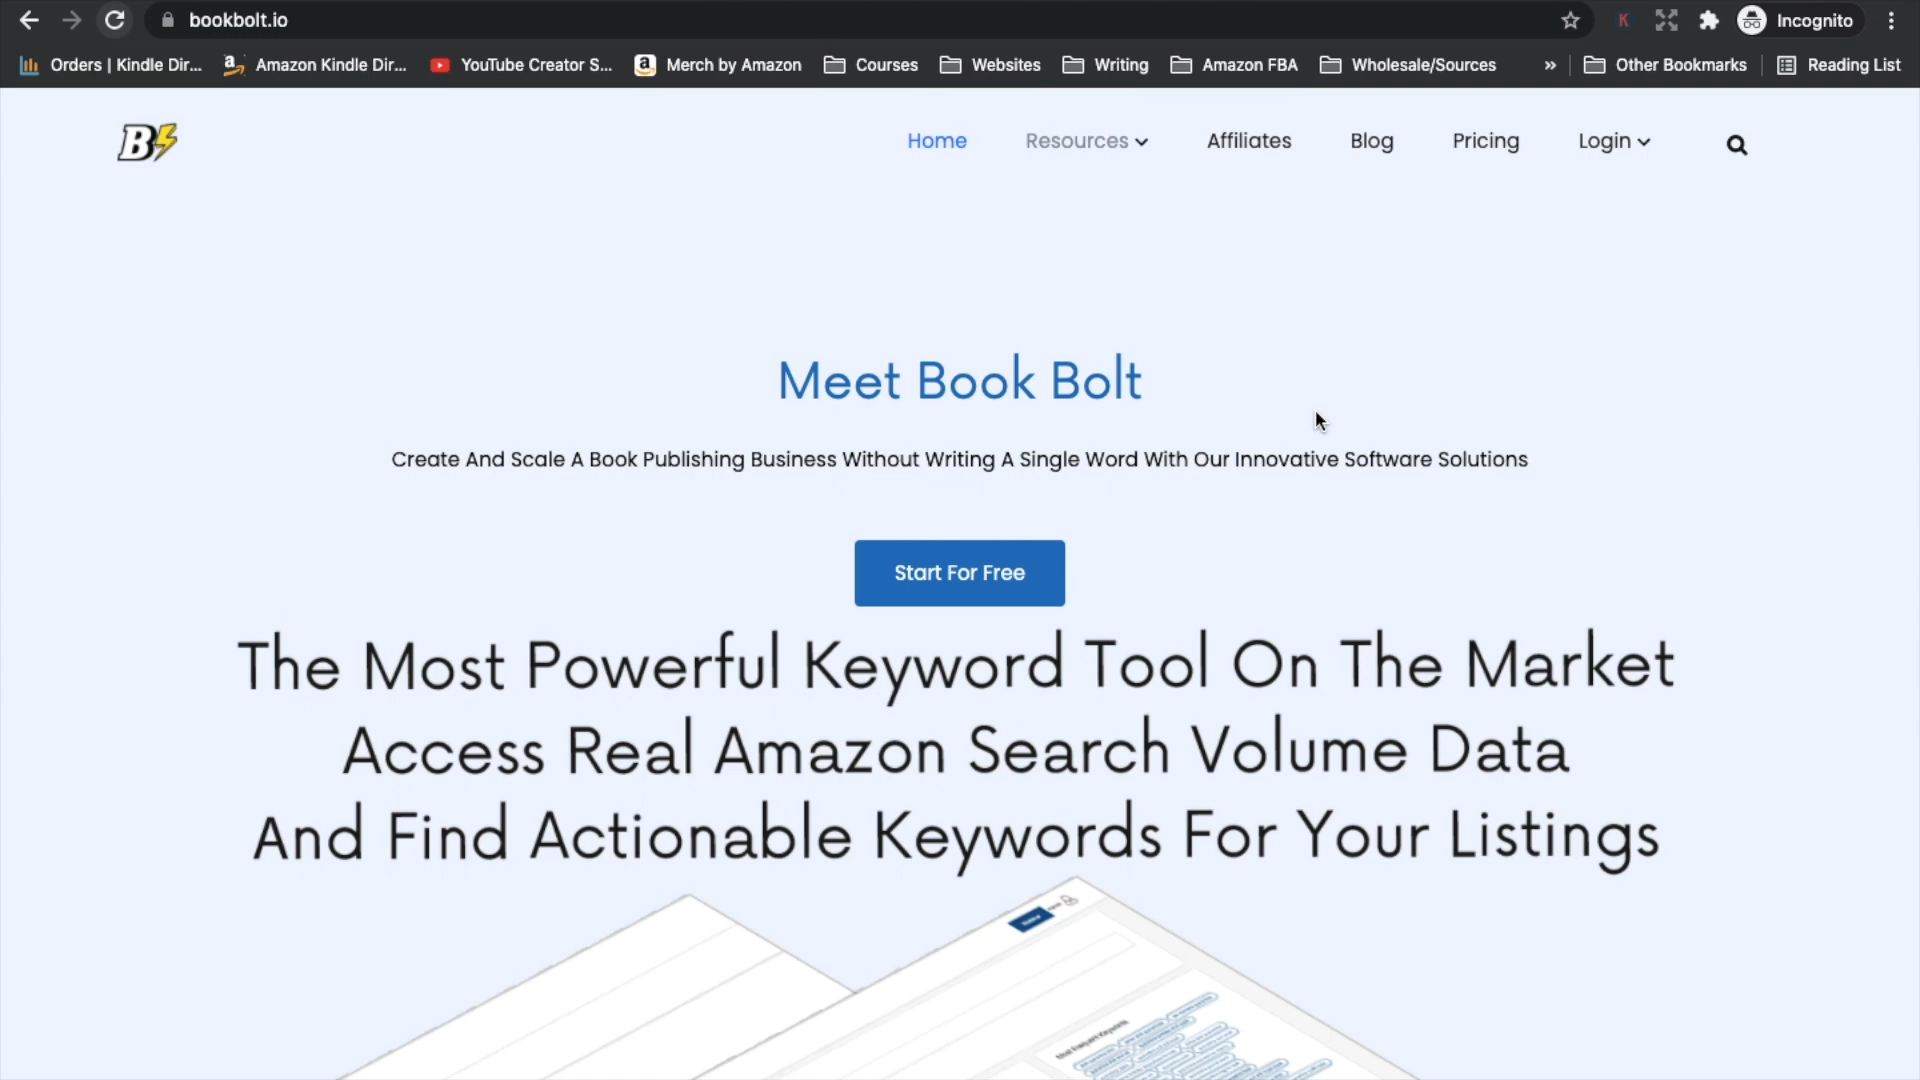 bookbolt.io
K
Incognito
Orders | Kindle Dir...
Amazon Kindle Dir...
YouTube Creator S...
Merch by Amazon
Courses
Websites
Writing
Amazon FBA
Wholesale/Sources
»
Other Bookmarks
Reading List
B
Home
Resources
Affiliates
Blog
Pricing
Login
Meet Book Bolt
Create And Scale A Book Publishing Business Without Writing A Single Word With Our Innovative Software Solutions
Start For Free
The Most Powerful Keyword Tool On The Market
Access Real Amazon Search Volume Data
And Find Actionable Keywords For Your Listings
Most Frequent Keywords